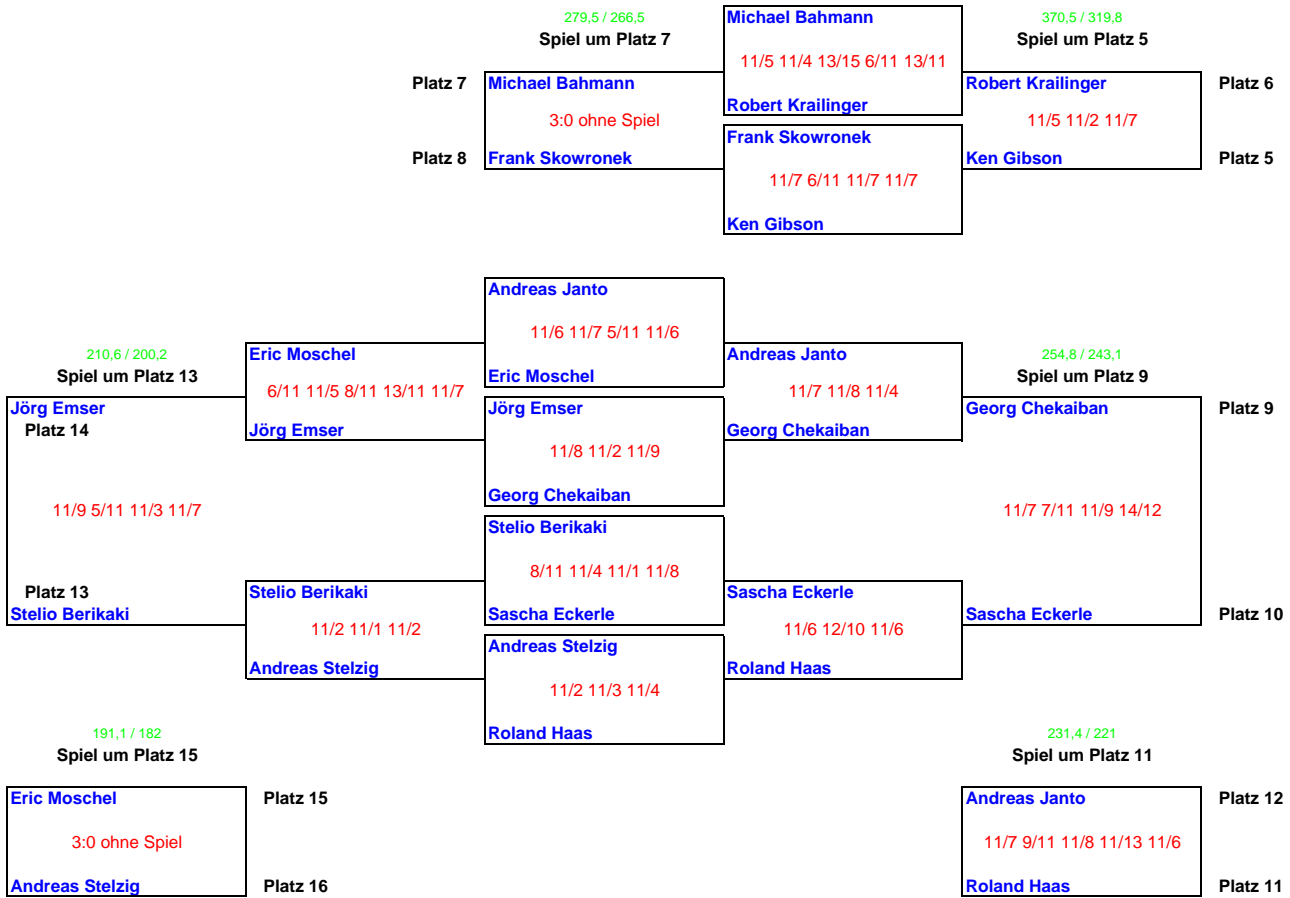 279,5 / 266,5
Spiel um Platz 7
Michael Bahmann
370,5 / 319,8
Spiel um Platz 5
11/5 11/4 13/15 6/11 13/11
Platz 7
Michael Bahmann
Robert Krailinger
Robert Krailinger
Platz 6
3:0 ohne Spiel
11/5 11/2 11/7
Frank Skowronek
Platz 8
Frank Skowronek
Ken Gibson
Platz 5
11/7 6/11 11/7 11/7
Ken Gibson
Andreas Janto
11/6 11/7 5/11 11/6
210,6 / 200,2
Spiel um Platz 13
Eric Moschel
Eric Moschel
Andreas Janto
254,8 / 243,1
Spiel um Platz 9
6/11 11/5 8/11 13/11 11/7
11/7 11/8 11/4
Jörg Emser
Platz 14
Jörg Emser
Jörg Emser
Georg Chekaiban
Georg Chekaiban
Platz 9
11/8 11/2 11/9
Georg Chekaiban
11/9 5/11 11/3 11/7
11/7 7/11 11/9 14/12
Stelio Berikaki
8/11 11/4 11/1 11/8
Platz 13
Stelio Berikaki
Stelio Berikaki
Sascha Eckerle
Sascha Eckerle
Sascha Eckerle
Platz 10
11/2 11/1 11/2
11/6 12/10 11/6
Andreas Stelzig
Andreas Stelzig
Roland Haas
11/2 11/3 11/4
Roland Haas
191,1 / 182
Spiel um Platz 15
231,4 / 221
Spiel um Platz 11
Eric Moschel
Platz 15
Andreas Janto
Platz 12
3:0 ohne Spiel
11/7 9/11 11/8 11/13 11/6
Andreas Stelzig
Platz 16
Roland Haas
Platz 11